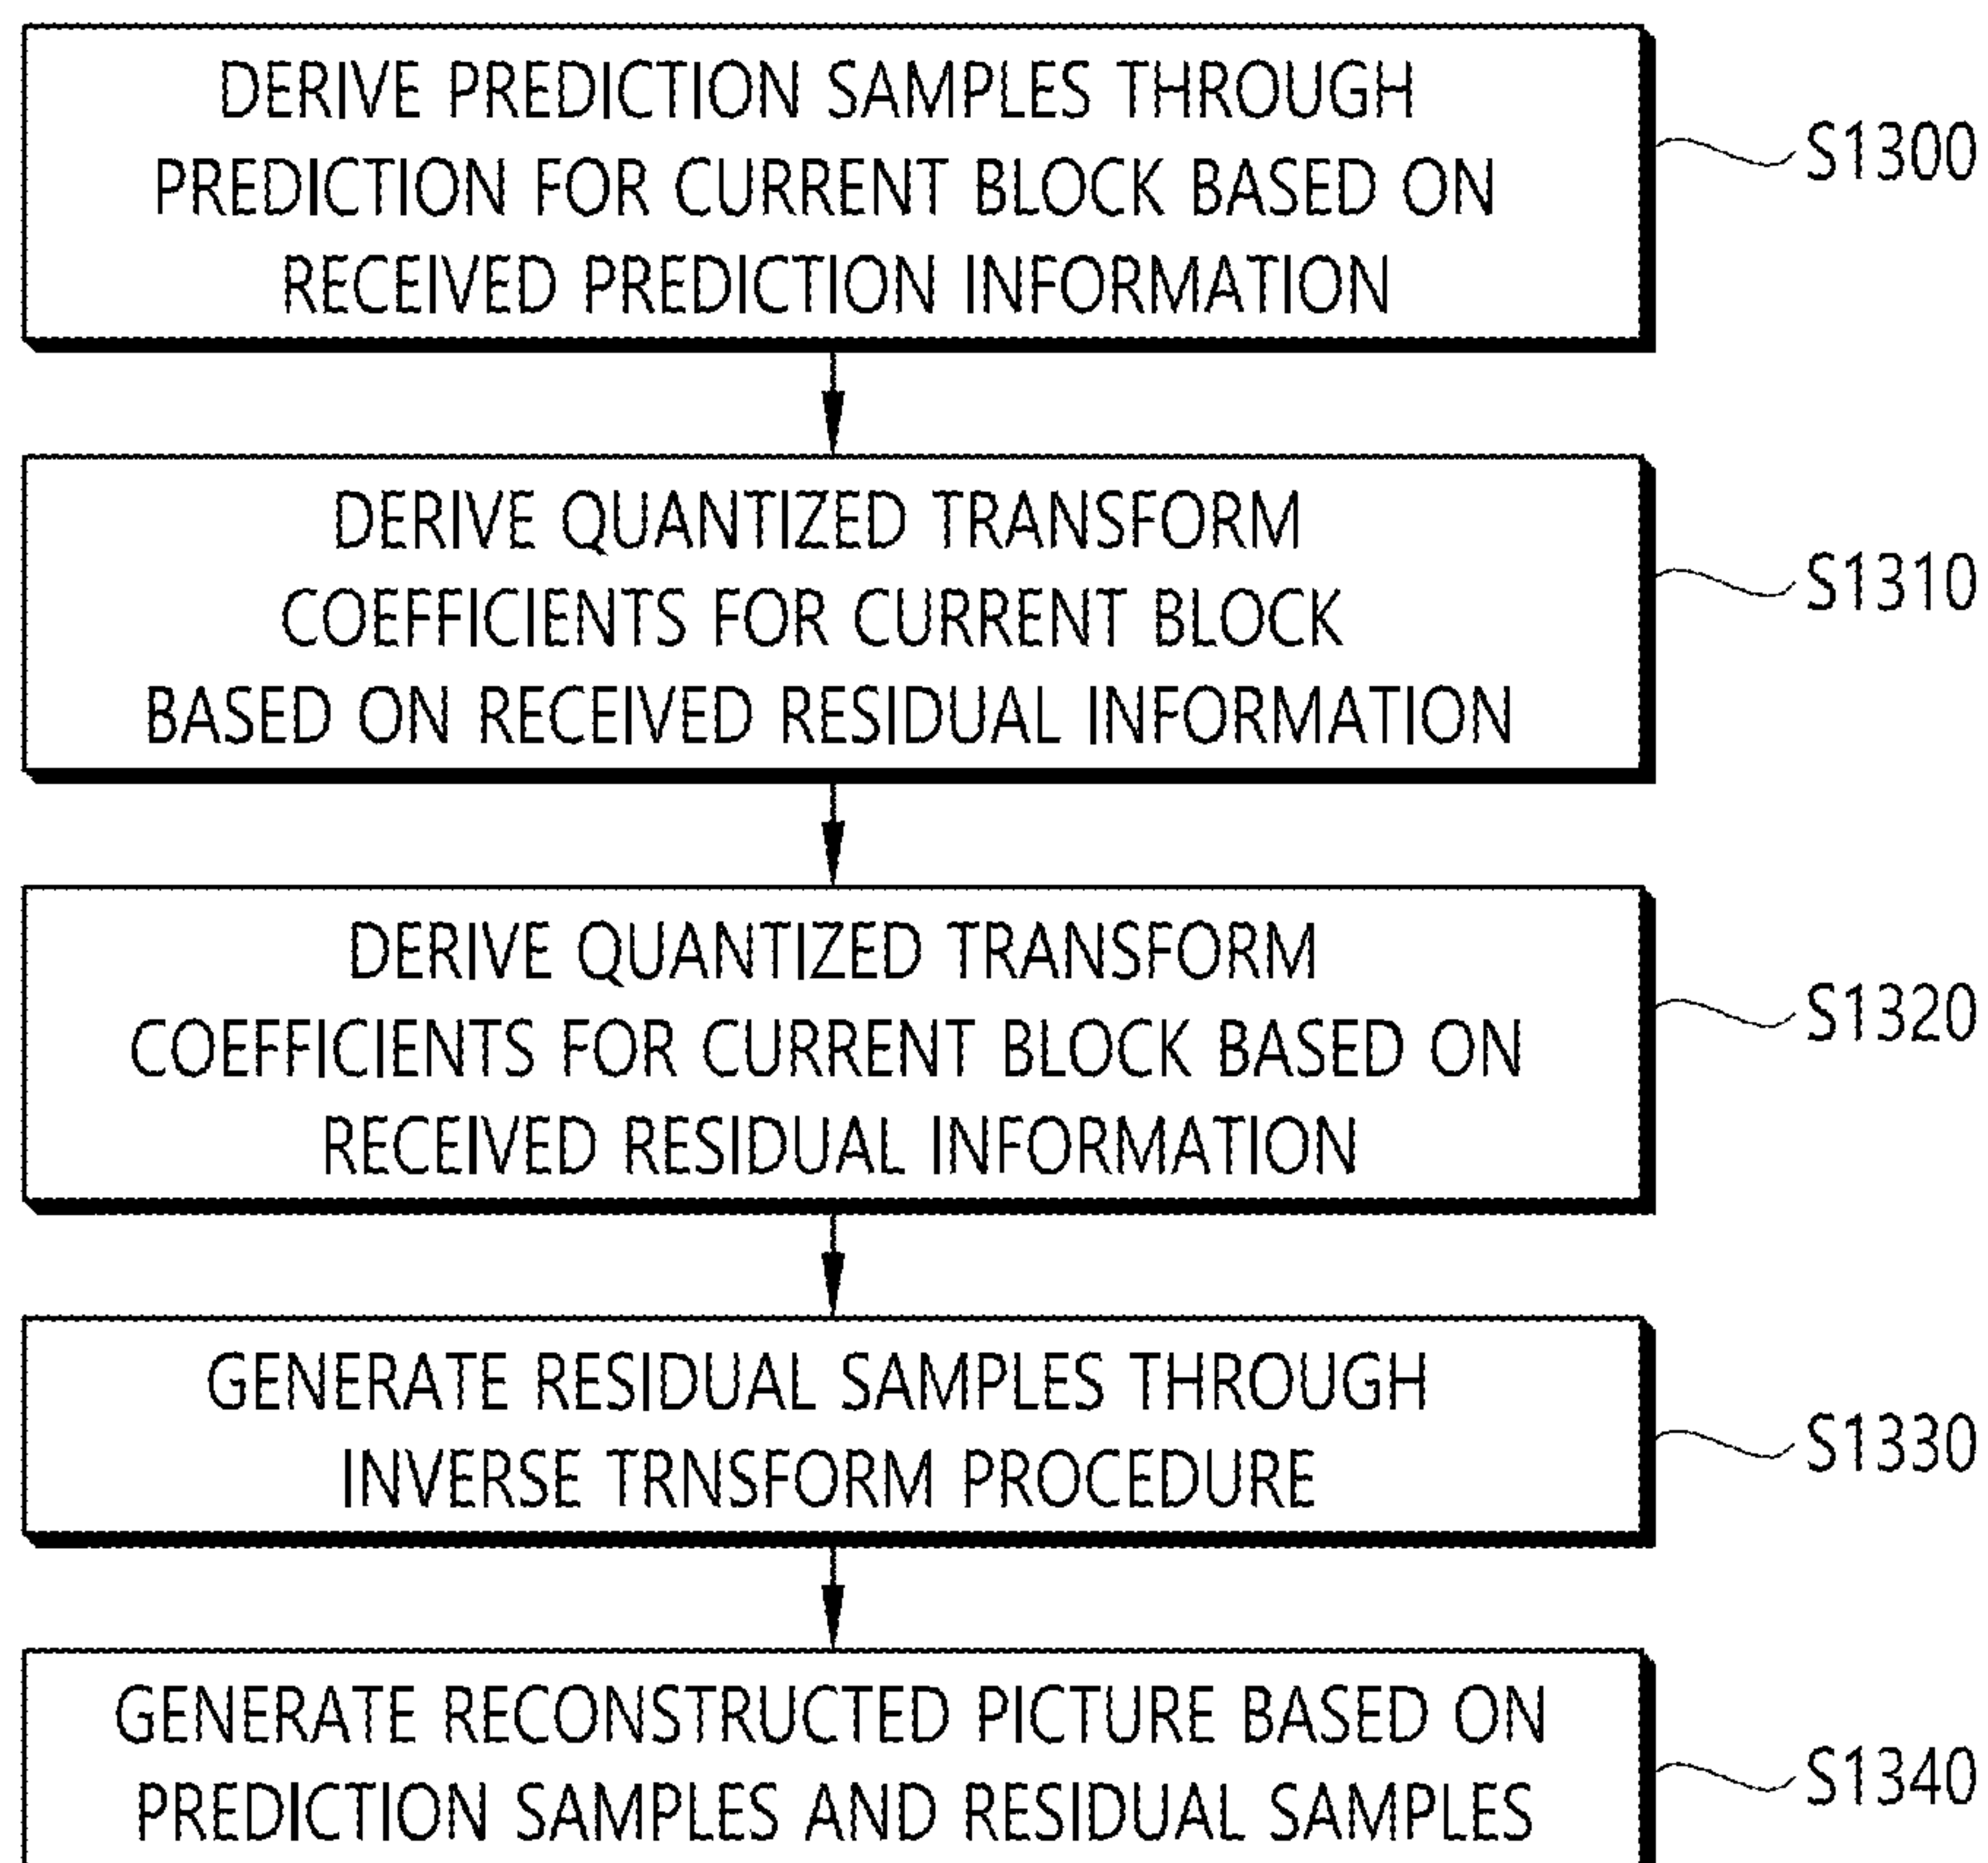 DERIVE PREDICTION SAMPLES THROUGH
PREDICTION FOR CURRENT BLOCK BASED ON
RECEIVED PREDICTION INFORMATION
S1300
DERIVE QUANTIZED TRANSFORM
COEFFICIENTS FOR CURRENT BLOCK
BASED ON RECEIVED RESIDUAL INFORMATION
S1310
DERIVE QUANTIZED TRANSFORM
COEFFICIENTS FOR CURRENT BLOCK BASED ON
RECEIVED RESIDUAL INFORMATION
S1320
GENERATE RESIDUAL SAMPLES THROUGH
INVERSE TRNSFORM PROCEDURE
S1330
GENERATE RECONSTRUCTED PICTURE BASED ON
PREDICTION SAMPLES AND RESIDUAL SAMPLES
S1340